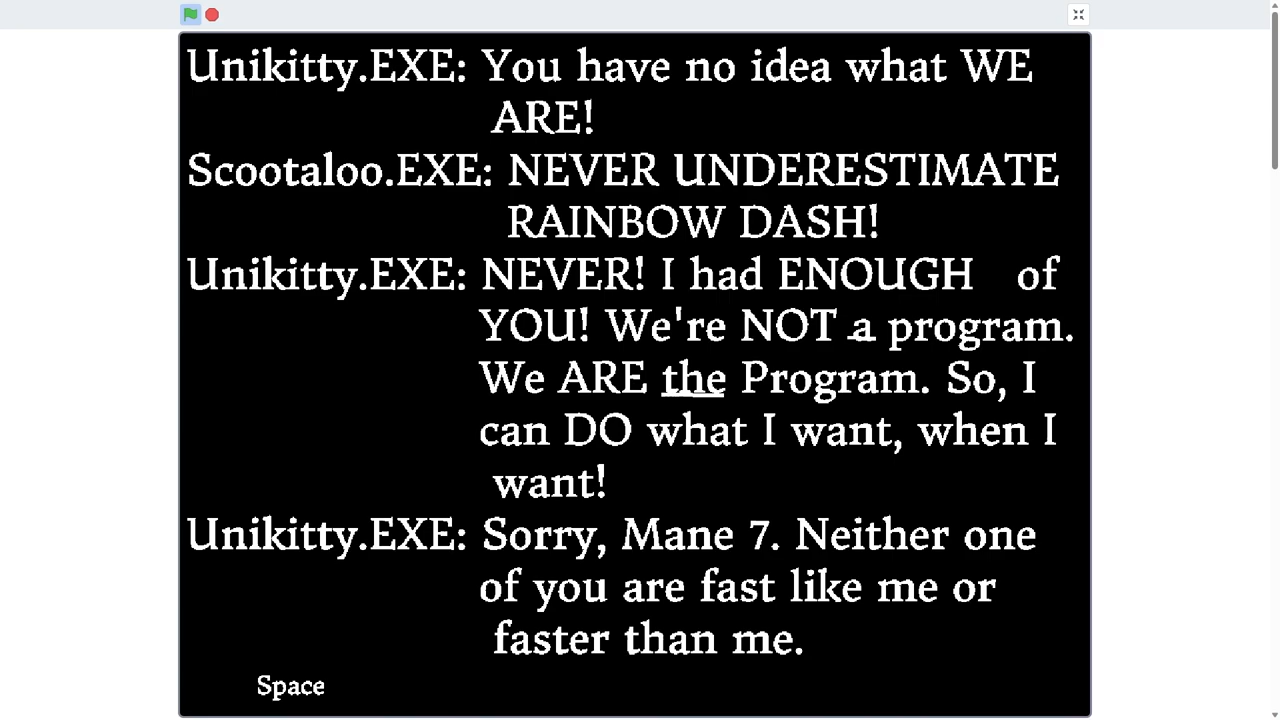 Unikitty.EXE: You have no idea what WE
ARE!
Scootaloo.EXE: NEVER UNDERESTIMATE
RAINBOW DASH!
Unikitty.EXE: NEVER! I had ENOUGH of
YOU! We're NOT a program.
We ARE the Program. So, I
can DO what I want, when I
want!
Unikitty.EXE: Sorry, Mane 7. Neither one
of you are fast like me or
faster than me.
Space